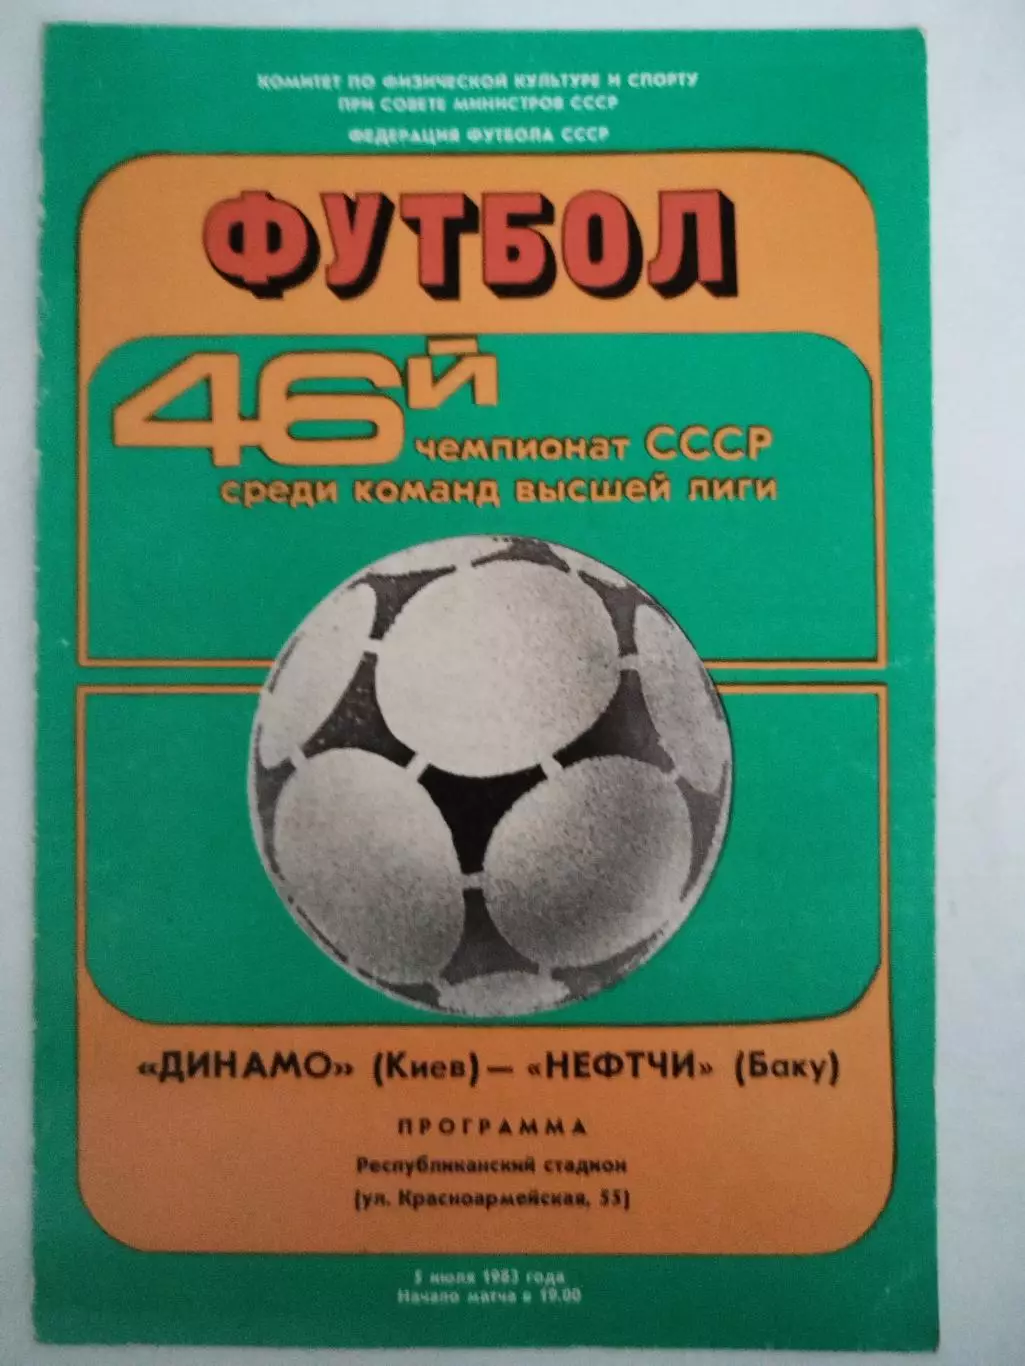 КОМИТЕТ ПО ФИЗИЧЕСКОЙ КУЛЬТУРЕ И СПОРТУ
ПРИ СОВЕТЕ МИНИСТРОВ СССР
ФЕДЕРАЦИЯ ФУТБОЛА СССР
ФУТБОЛ
46й
чемпионат СССР
среди команд высшей лиги
«ДИНАМО» (Киев) — «НЕФТЧИ» (Баку)
ПРОГРАММА
Республиканский стадион
(ул. Красноармейская, 55)
5 июля 1983 года
Начало матча в 19.00